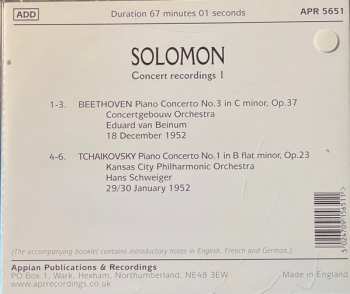 ADD Duration 67 minutes 01 seconds APR 5651
SOLOMON
Concert recordings 1
1-3. BEETHOVEN Piano Concerto No.3 in C minor, Op.37
Concertgebouw Orchestra
Eduard van Beinum
18 December 1952
4-6. TCHAIKOVSKY Piano Concerto No.1 in B flat minor, Op.23
Kansas City Philharmonic Orchestra
Hans Schweiger
29/30 January 1952
(The accompanying booklet contains introductory notes in English, French and German.)
Appian Publications & Recordings
PO Box 1, Wark, Hexham, Northumberland, NE48 3EW Made in England
www.aprrecordings.co.uk